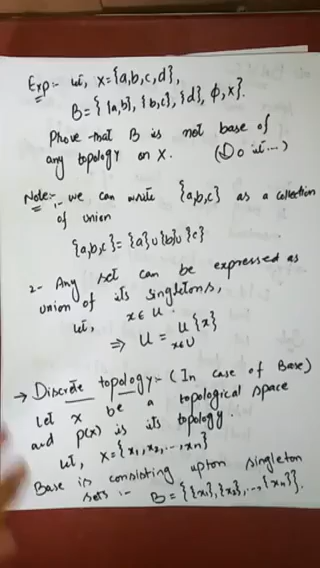 Exp:- let, X={a,b,c,d},
B={ {a,b}, {b,c}, {d}, ϕ, X}.
Prove that B is not base of
any topology on X. (Do it...)
Note:- we can write {a,b,c} as a collection
of union
{a,b,c} = {a}∪{b}∪{c}
2- Any set can be expressed as
union of its singletons,
let, x∈U.
⇒ U = ∪{x}
x∈U
→ Discrete topology:- (In case of Base)
Let X be a topological space
and p(x) is its topology.
let, X={x₁,x₂,...,xn}
Base is consisting upton singleton
sets:- B={{x₁},{x₂},...,{xn}}.